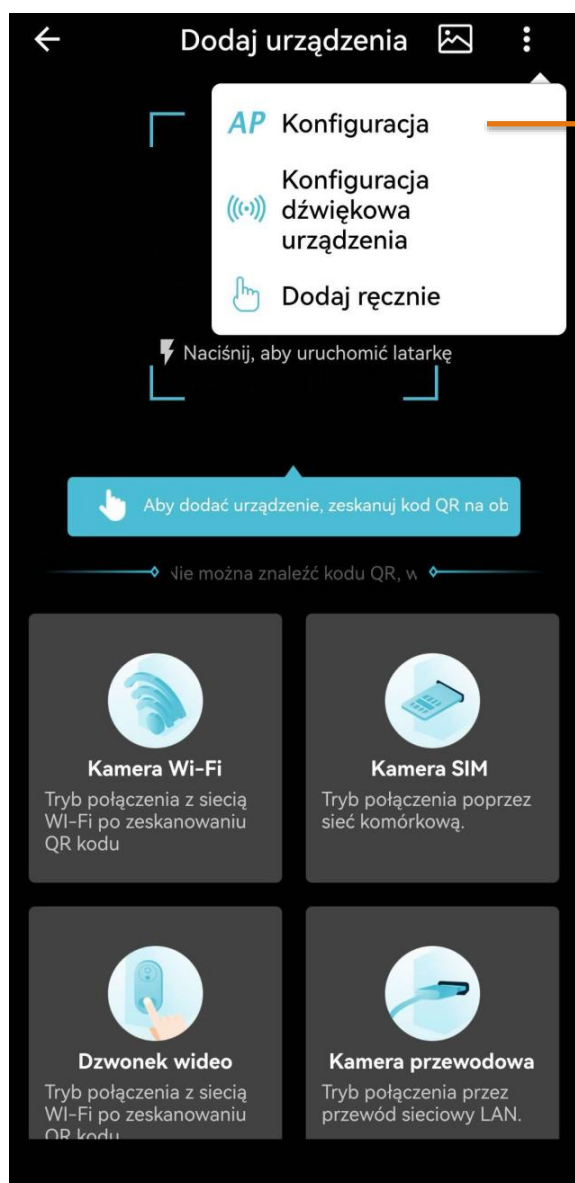 Dodaj urządzenia
AP Konfiguracja
Konfiguracja
dźwiękowa
urządzenia
Dodaj ręcznie
Naciśnij, aby uruchomić latarkę
Aby dodać urządzenie, zeskanuj kod QR na ob
Nie można znaleźć kodu QR, w
Kamera Wi-Fi
Tryb połączenia z siecią
WI-Fi po zeskanowaniu
QR kodu
Kamera SIM
Tryb połączenia poprzez
sieć komórkową.
Dzwonek wideo
Tryb połączenia z siecią
WI-Fi po zeskanowaniu
QR kodu
Kamera przewodowa
Tryb połączenia przez
przewód sieciowy LAN.